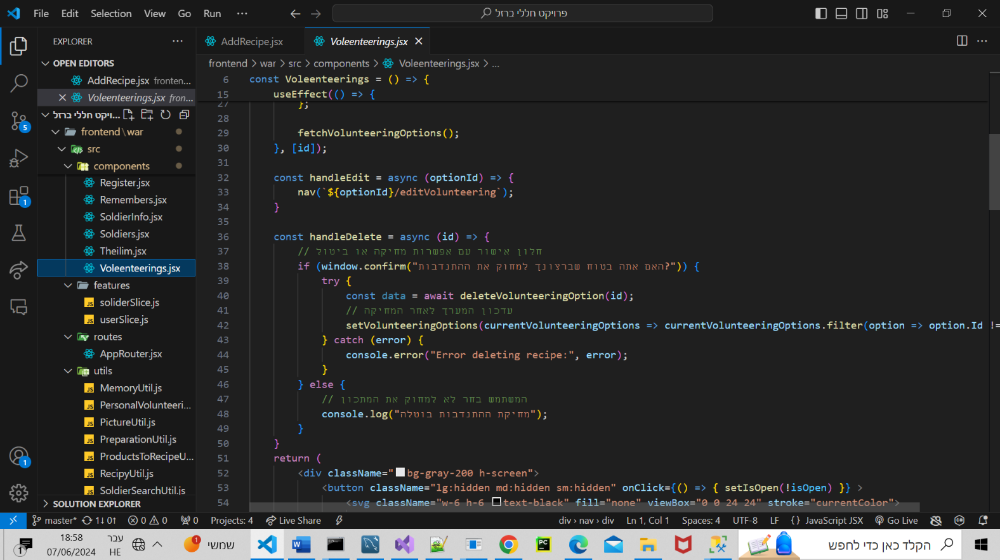 File Edit Selection View Go Run ···
פרויקט חללי ברזל
EXPLORER ···
OPEN EDITORS
AddRecipe.jsx fronten...
Voleenteerings.jsx fron...
ויקט חללי ברזל...
frontend\war
src
components
Register.jsx
Remembers.jsx
SoldierInfo.jsx
Soldiers.jsx
Theilim.jsx
Voleenteerings.jsx
features
soliderSlice.js
userSlice.js
routes
AppRouter.jsx
utils
MemoryUtil.js
PersonalVolunteeri...
PictureUtil.js
PreparationUtil.js
ProductsToRecipeU...
RecipyUtil.js
SoldierSearchUtil.js
SOLUTION EXPLORER
5
1
1
AddRecipe.jsx Voleenteerings.jsx
frontend > war > src > components > Voleenteerings.jsx > ...
6 const Voleenteerings = () => {
15 useEffect(() => {
27 };
28
29 fetchVolunteeringOptions();
30 }, [id]);
31
32 const handleEdit = async (optionId) => {
33 nav(`${optionId}/editVolunteering`);
34 }
35
36 const handleDelete = async (id) => {
37 // חלון אישור עם אפשרות מחיקה או ביטול
38 if (window.confirm("האם אתה בטוח שברצונך למחוק את ההתנדבות?")) {
39 try {
40 const data = await deleteVolunteeringOption(id);
41 // עדכון המערך לאחר המחיקה
42 setVolunteeringOptions(currentVolunteeringOptions => currentVolunteeringOptions.filter(option => option.Id !=
43 } catch (error) {
44 console.error("Error deleting recipe:", error);
45 }
46 } else {
47 // המשתמש בחר לא למחוק את המתכון
48 console.log("מחיקת ההתנדבות בוטלה");
49 }
50 }
51 return (
52 <div className="bg-gray-200 h-screen">
53 <button className="lg:hidden md:hidden sm:hidden" onClick={() => { setIsOpen(!isOpen) }} >
54 <svg className="w-6 h-6 text-black" fill="none" viewBox="0 0 24 24" stroke="currentColor">
master* 1↓ 0↑ 0 0 0 Projects: 4 Live Share div > nav > div Ln 1, Col 1 Spaces: 4 UTF-8 LF {} JavaScript JSX Go Live
1
18:58
07/06/2024
עבר
HE
1
שמשי
PC
הקלד כאן כדי לחפש